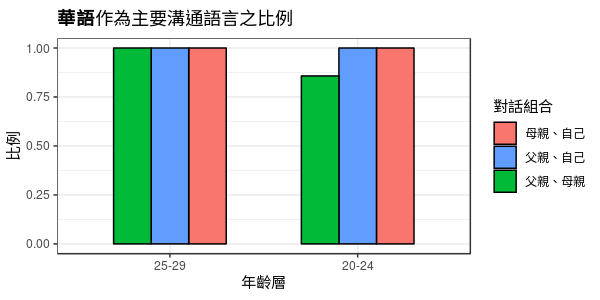 華語作為主要溝通語言之比例
1.00
0.75
0.50
0.25
0.00
比例
25-29
20-24
年齡層
對話組合
母親、自己
父親、自己
父親、母親